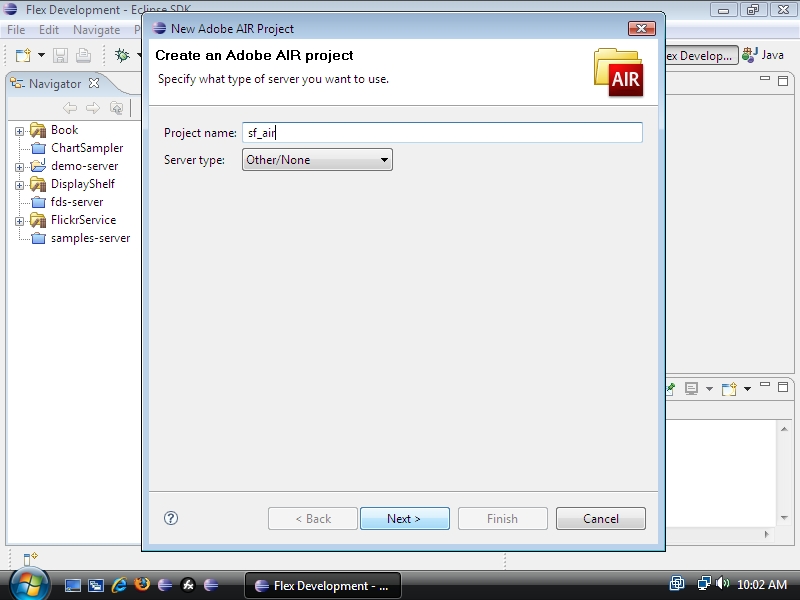 Flex Development - Eclipse SDK
File Edit Navigate P
New Adobe AIR Project
Create an Adobe AIR project
Specify what type of server you want to use.
AIR
ex Develop... Java
Navigator
Project name: sf_air
Server type: Other/None
Book
ChartSampler
demo-server
DisplayShelf
fds-server
FlickrService
samples-server
< Back Next > Finish Cancel
Flex Development - ...
10:02 AM